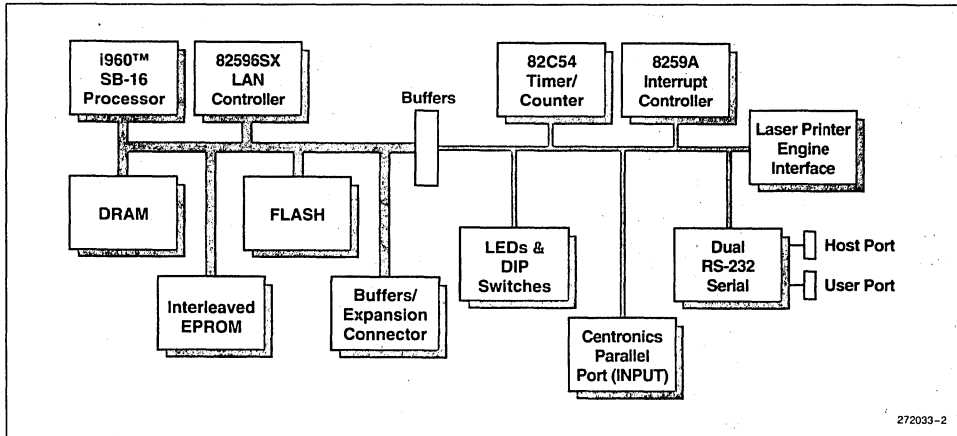 i960™
SB-16
Processor
82596SX
LAN
Controller
Buffers
82C54
Timer/
Counter
8259A
Interrupt
Controller
Laser Printer
Engine
Interface
DRAM
FLASH
LEDs &
DIP
Switches
Dual
RS-232
Serial
Host Port
User Port
Interleaved
EPROM
Buffers/
Expansion
Connector
Centronics
Parallel
Port (INPUT)
272033-2